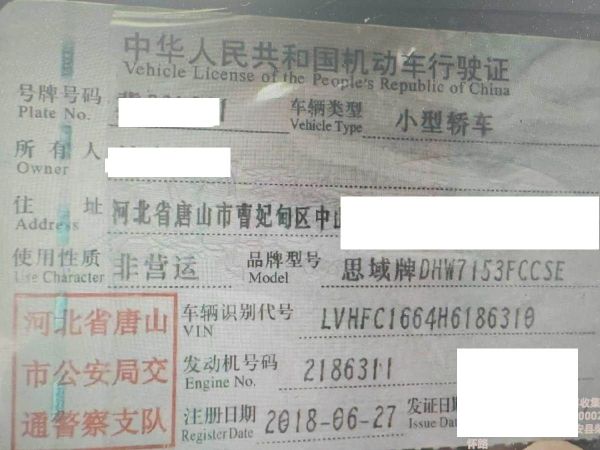 中华人民共和国机动车行驶证
Vehicle License of the People's Republic of China
号牌号码
Plate No.
车辆类型 小型轿车
Vehicle Type
所有人
Owner
住址 河北省唐山市曹妃甸区中山
Address
使用性质 非营运
Use Character
品牌型号 思域牌DHW7153FCCSE
Model
河北省唐山
市公安局交
通警察支队
车辆识别代号 LVHFC1664H6186310
VIN
发动机号码 2186311
Engine No.
注册日期 2018-06-27
Register Date
发证日期
Issue Date